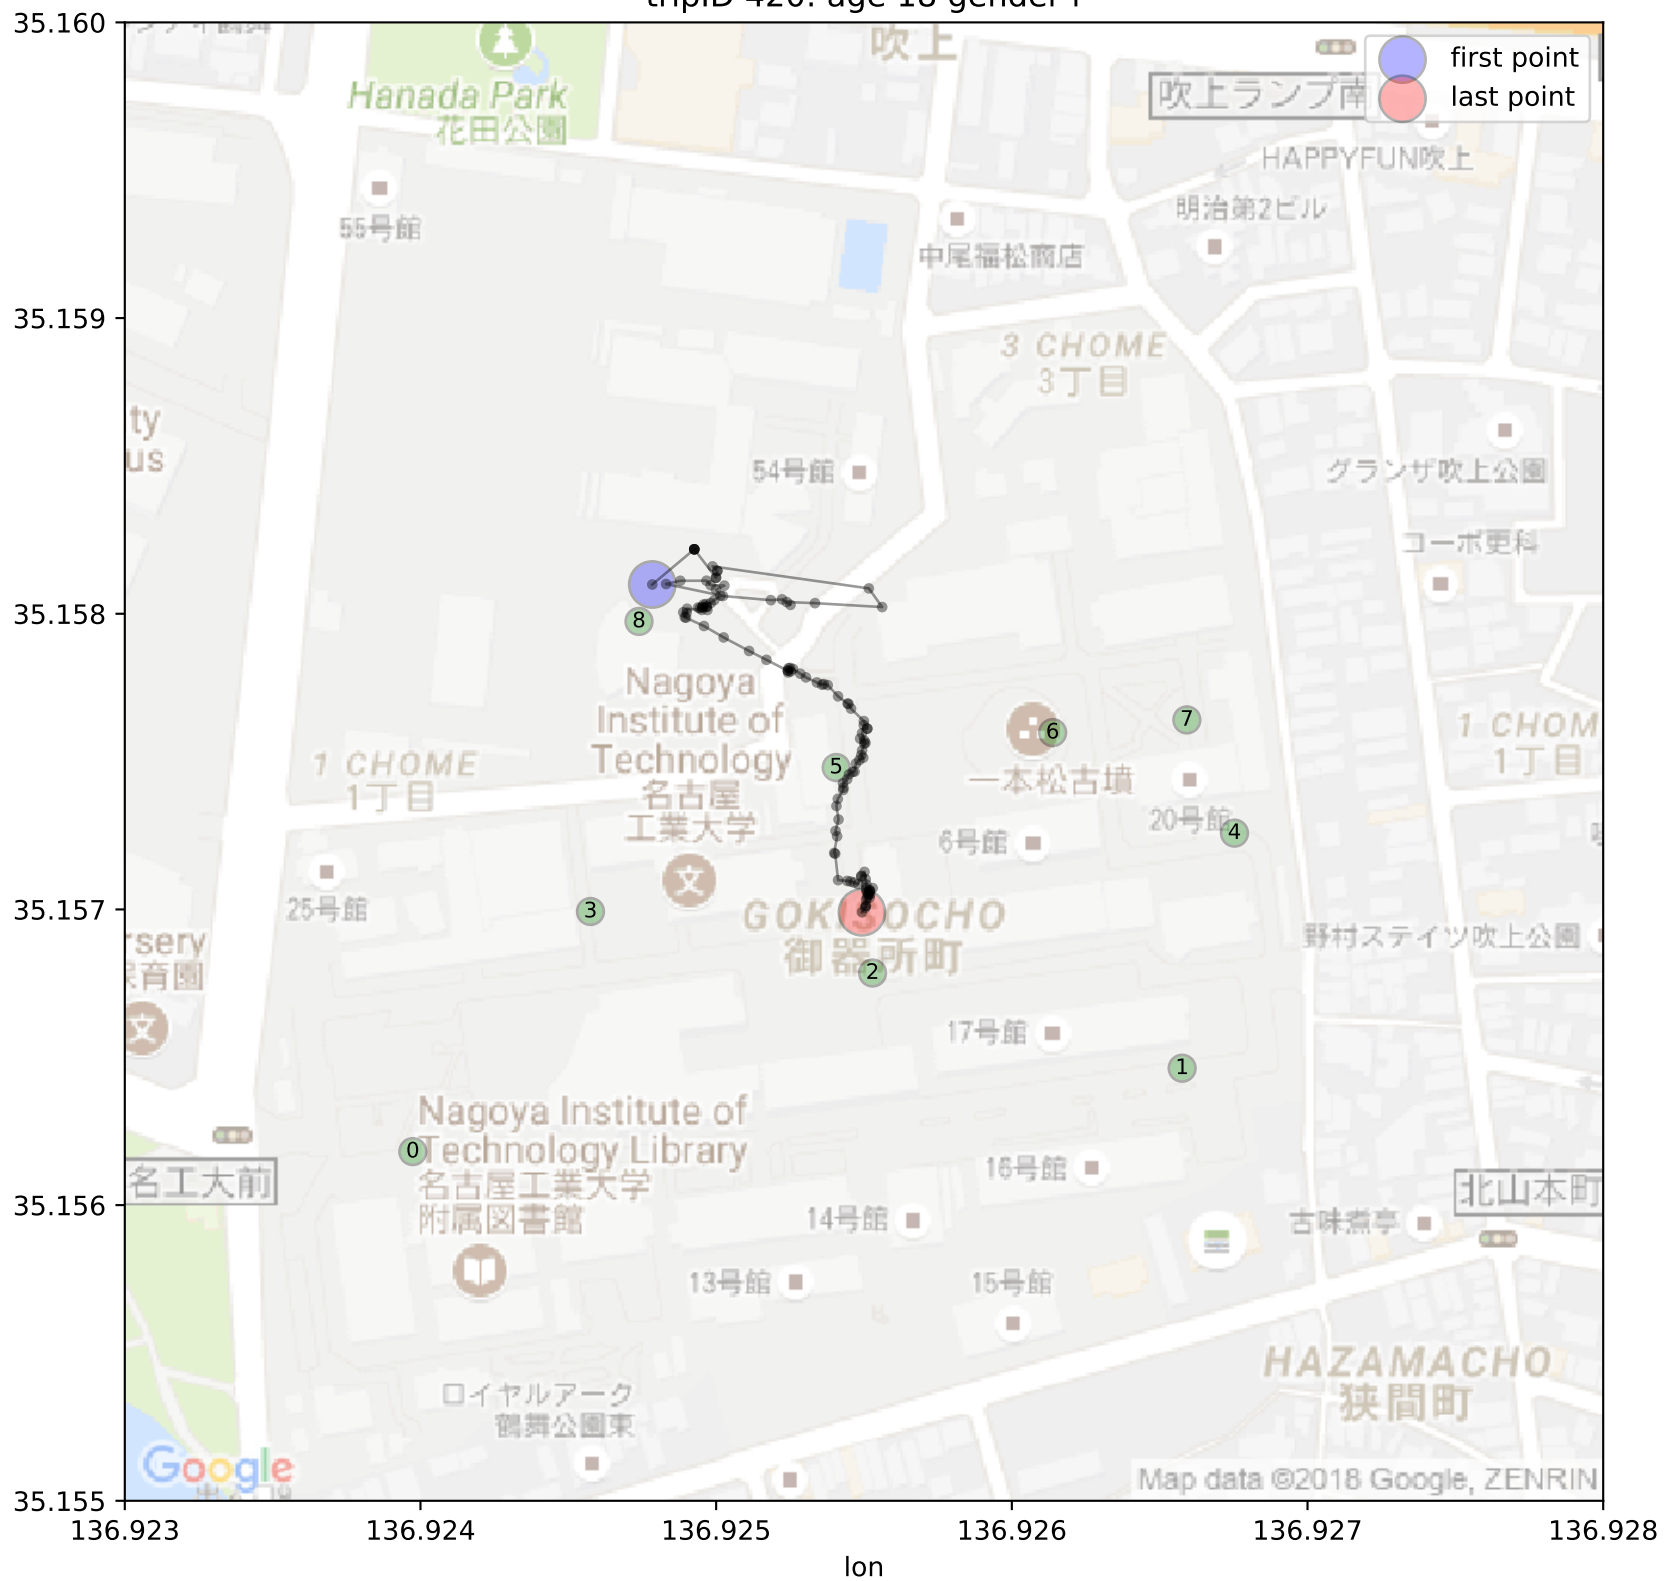 first point
last point
35.160
35.159
35.158
35.157
35.156
35.155
136.923
136.924
136.925
136.926
136.927
136.928
lon
吹上
Hanada Park
花田公園
吹上ランプ南
HAPPYFUN吹上
明治第2ビル
55号館
中尾福松商店
3 CHOME
3丁目
ty
us
54号館
グランザ吹上公園
コーポ更科
8
Nagoya
Institute of
Technology
名古屋
工業大学
1 CHOME
1丁目
5
6
7
一本松古墳
1 CHOM
1丁目
20号館
4
6号館
25号館
3
GOKISOCHO
御器所町
2
野村ステイツ吹上公園
rsery
育園
17号館
1
Nagoya Institute of
Technology Library
名古屋工業大学
附属図書館
0
名工大前
16号館
14号館
13号館
15号館
北山本町
古味煮亭
HAZAMACHO
狭間町
ロイヤルアーク
鶴舞公園東
Google
Map data ©2018 Google, ZENRIN